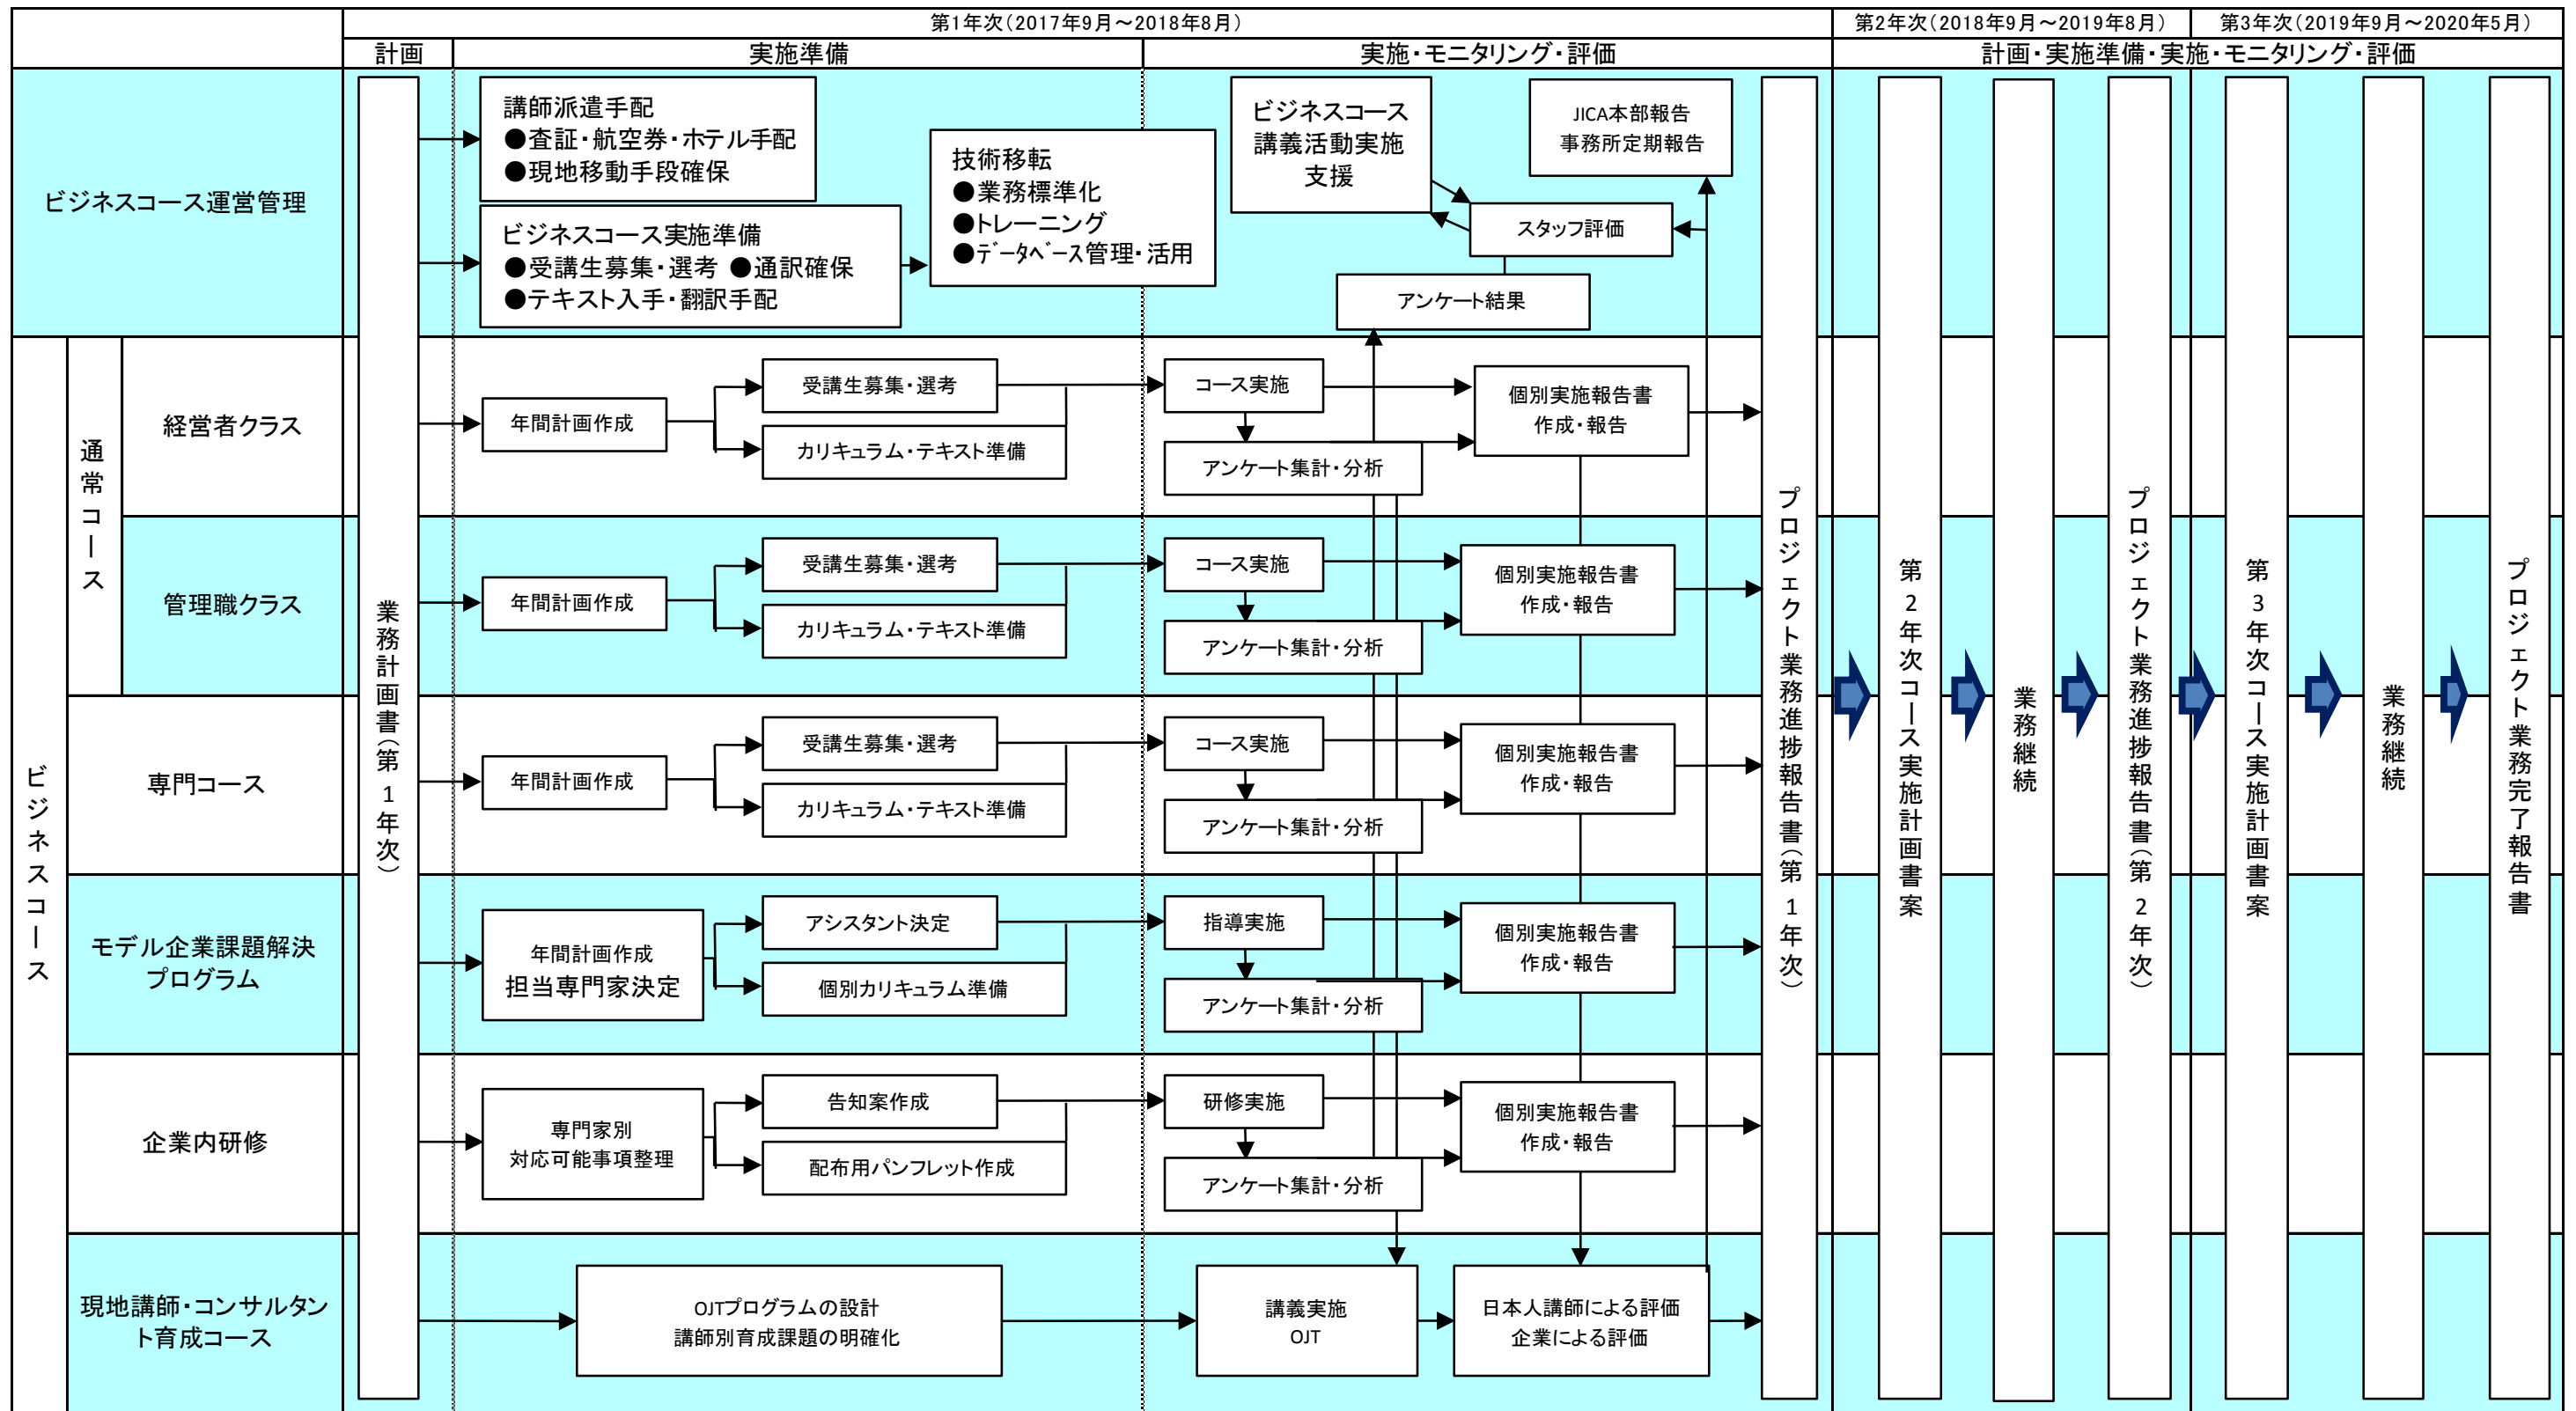 第1年次（2017年9月～2018年8月）
第2年次（2018年9月～2019年8月）
第3年次（2019年9月～2020年5月）
計画
実施準備
実施・モニタリング・評価
計画・実施準備・実施・モニタリング・評価
ビジネスコース運営管理
講師派遣手配
●査証・航空券・ホテル手配
●現地移動手段確保
ビジネスコース実施準備
●受講生募集・選考 ●通訳確保
●テキスト入手・翻訳手配
技術移転
●業務標準化
●トレーニング
●ﾃﾞｰﾀﾍﾞｰｽ管理・活用
ビジネスコース
講義活動実施
支援
JICA本部報告
事務所定期報告
スタッフ評価
アンケート結果
ビジネスコース
通常コース
経営者クラス
年間計画作成
受講生募集・選考
カリキュラム・テキスト準備
コース実施
アンケート集計・分析
個別実施報告書
作成・報告
管理職クラス
年間計画作成
受講生募集・選考
カリキュラム・テキスト準備
コース実施
アンケート集計・分析
個別実施報告書
作成・報告
専門コース
年間計画作成
受講生募集・選考
カリキュラム・テキスト準備
コース実施
アンケート集計・分析
個別実施報告書
作成・報告
モデル企業課題解決
プログラム
年間計画作成
担当専門家決定
アシスタント決定
個別カリキュラム準備
指導実施
アンケート集計・分析
個別実施報告書
作成・報告
企業内研修
専門家別
対応可能事項整理
告知案作成
配布用パンフレット作成
研修実施
アンケート集計・分析
個別実施報告書
作成・報告
現地講師・コンサルタン
ト育成コース
OJTプログラムの設計
講師別育成課題の明確化
講義実施
OJT
日本人講師による評価
企業による評価
業務計画書（第1年次）
プロジェクト業務進捗報告書（第1年次）
第2年次コース実施計画書案
業務継続
プロジェクト業務進捗報告書（第2年次）
第3年次コース実施計画書案
業務継続
プロジェクト業務完了報告書